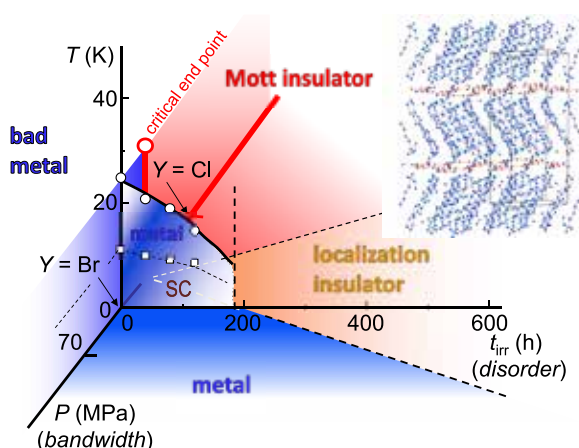 T (K)
critical end point
40
Mott insulator
bad
metal
Y = Cl
20
metal
localization
insulator
Y = Br
SC
0
0
200
400
600
t_irr (h)
(disorder)
70
metal
P (MPa)
(bandwidth)